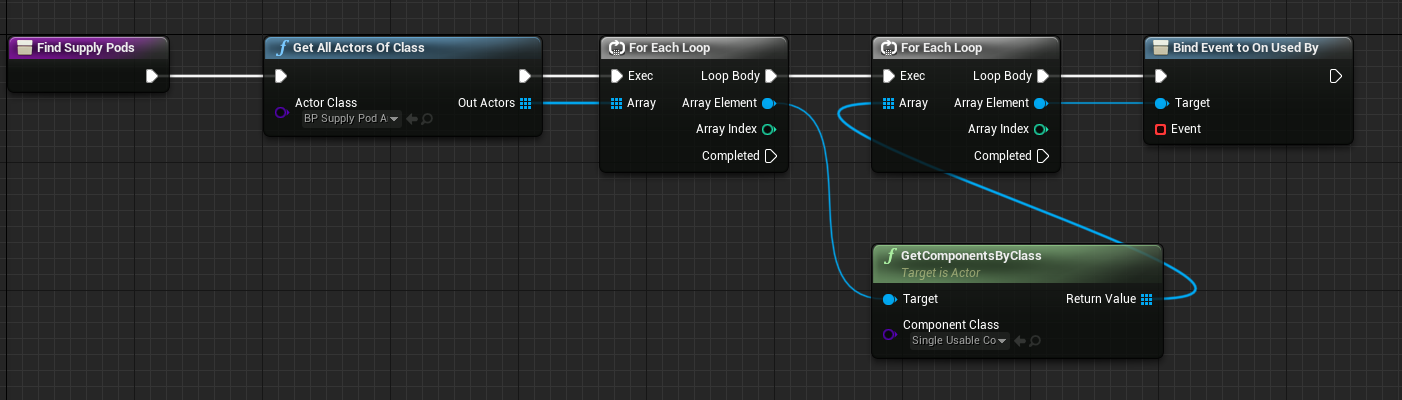 Find Supply Pods
f Get All Actors Of Class
Actor Class
BP Supply Pod A
Out Actors
For Each Loop
Exec
Loop Body
Array
Array Element
Array Index
Completed
For Each Loop
Exec
Loop Body
Array
Array Element
Array Index
Completed
Bind Event to On Used By
Target
Event
f GetComponentsByClass
Target is Actor
Target
Return Value
Component Class
Single Usable Co